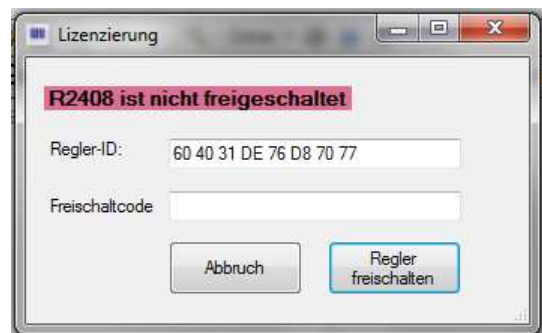 Lizenzierung
R2408 ist nicht freigeschaltet
Regler-ID: 60 40 31 DE 76 D8 70 77
Freischaltcode
Abbruch
Regler
freischalten